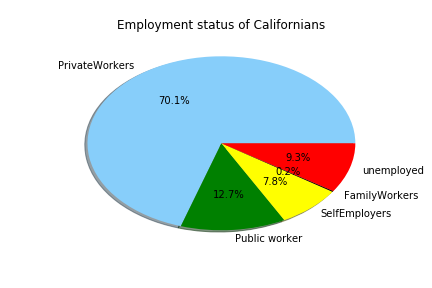 Employment status of Californians
PrivateWorkers
70.1%
9.3%
unemployed
0.2%
7.8%
FamilyWorkers
12.7%
SelfEmployers
Public worker